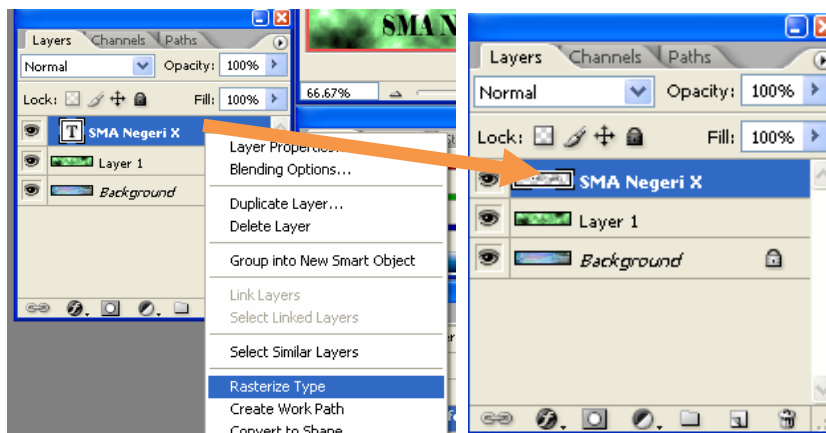 SMA N
Layers Channels Paths
Normal Opacity: 100%
Lock: Fill: 100%
66.67%
T SMA Negeri X
Layer 1
Background
Layer Properties...
Blending Options...
Duplicate Layer...
Delete Layer
Group into New Smart Object
Link Layers
Select Linked Layers
Select Similar Layers
Rasterize Type
Create Work Path
Convert to Shape
Layers Channels Paths
Normal Opacity: 100%
Lock: Fill: 100%
SMA Negeri X
Layer 1
Background